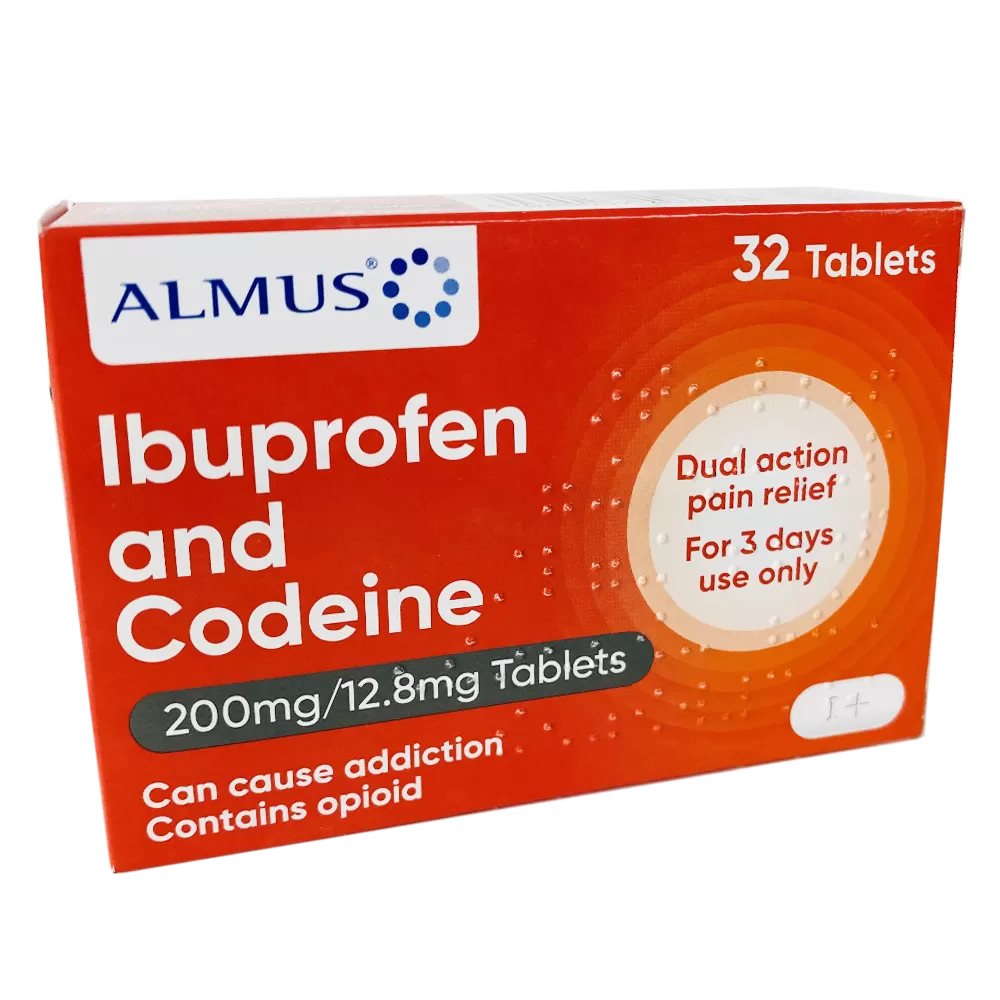 ALMUS®
32 Tablets
Ibuprofen
and
Codeine
200mg/12.8mg Tablets
Can cause addiction
Contains opioid
Dual action
pain relief
For 3 days
use only
I+